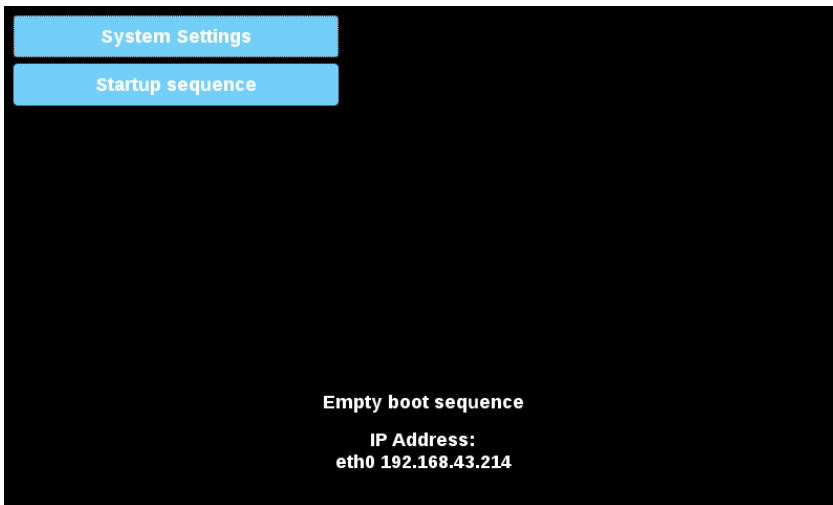 System Settings
Startup sequence
Empty boot sequence
IP Address:
eth0 192.168.43.214